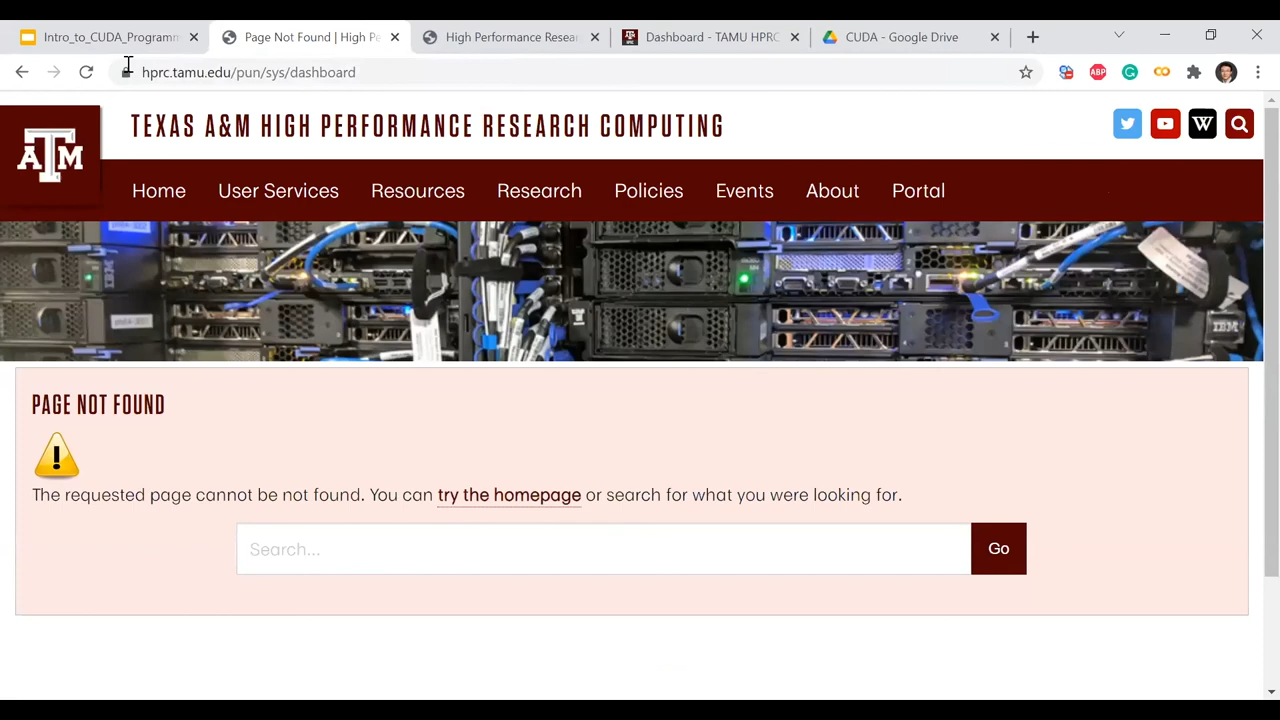 Intro_to_CUDA_Programm
Page Not Found | High Pe
High Performance Resear
Dashboard - TAMU HPRC
CUDA - Google Drive
hprc.tamu.edu/pun/sys/dashboard
ABP
TEXAS A&M HIGH PERFORMANCE RESEARCH COMPUTING
W
ATM
Home User Services Resources Research Policies Events About Portal
PAGE NOT FOUND
The requested page cannot be not found. You can try the homepage or search for what you were looking for.
Search...
Go